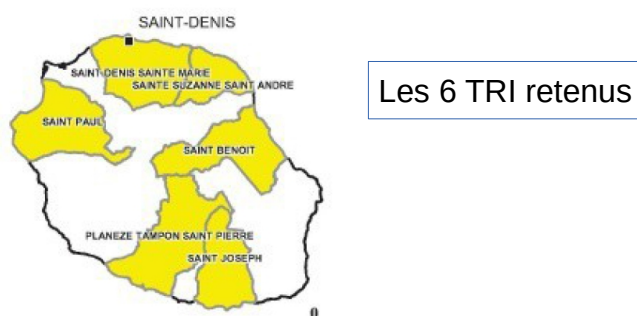 SAINT-DENIS
SAINT DENIS SAINTE MARIE
SAINTE SUZANNE SAINT ANDRE
Les 6 TRI retenus
SAINT PAUL
SAINT BENOIT
PLANEZE TAMPON SAINT PIERRE
SAINT JOSEPH
0